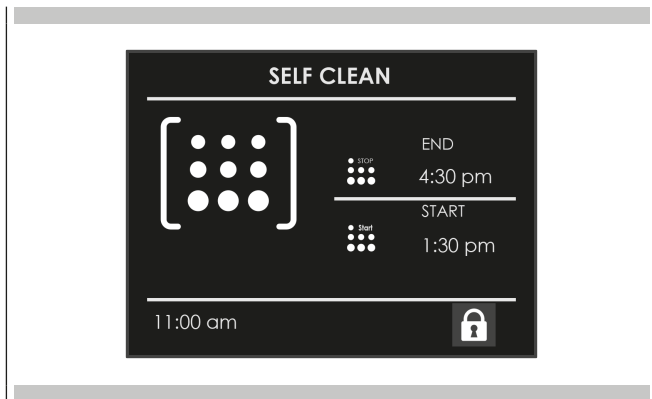 SELF CLEAN
STOP
END
4:30 pm
Start
START
1:30 pm
11:00 am